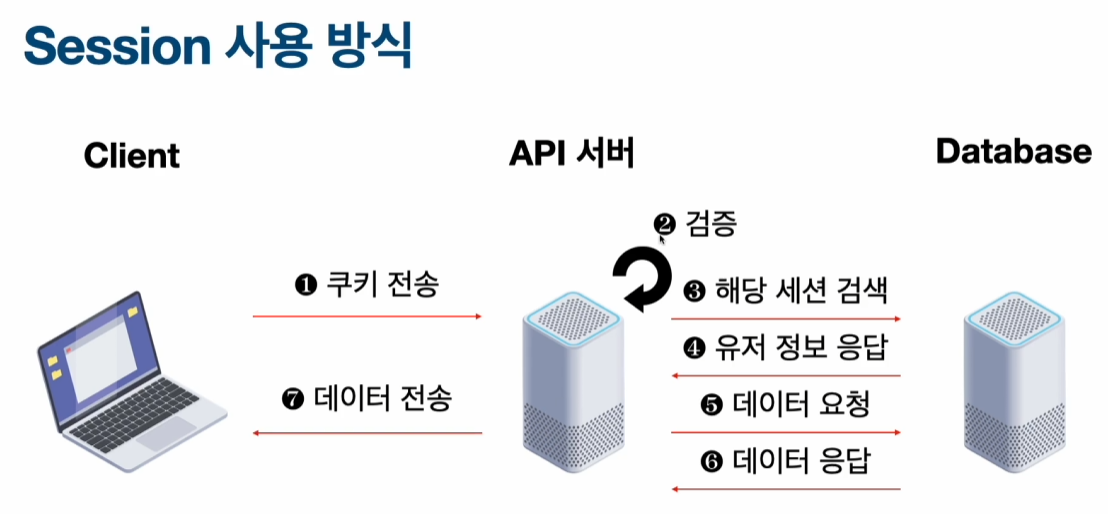 Session 사용 방식
Client
API 서버
Database
❶ 쿠키 전송
❷ 검증
❸ 해당 세션 검색
❹ 유저 정보 응답
❺ 데이터 요청
❻ 데이터 응답
❼ 데이터 전송